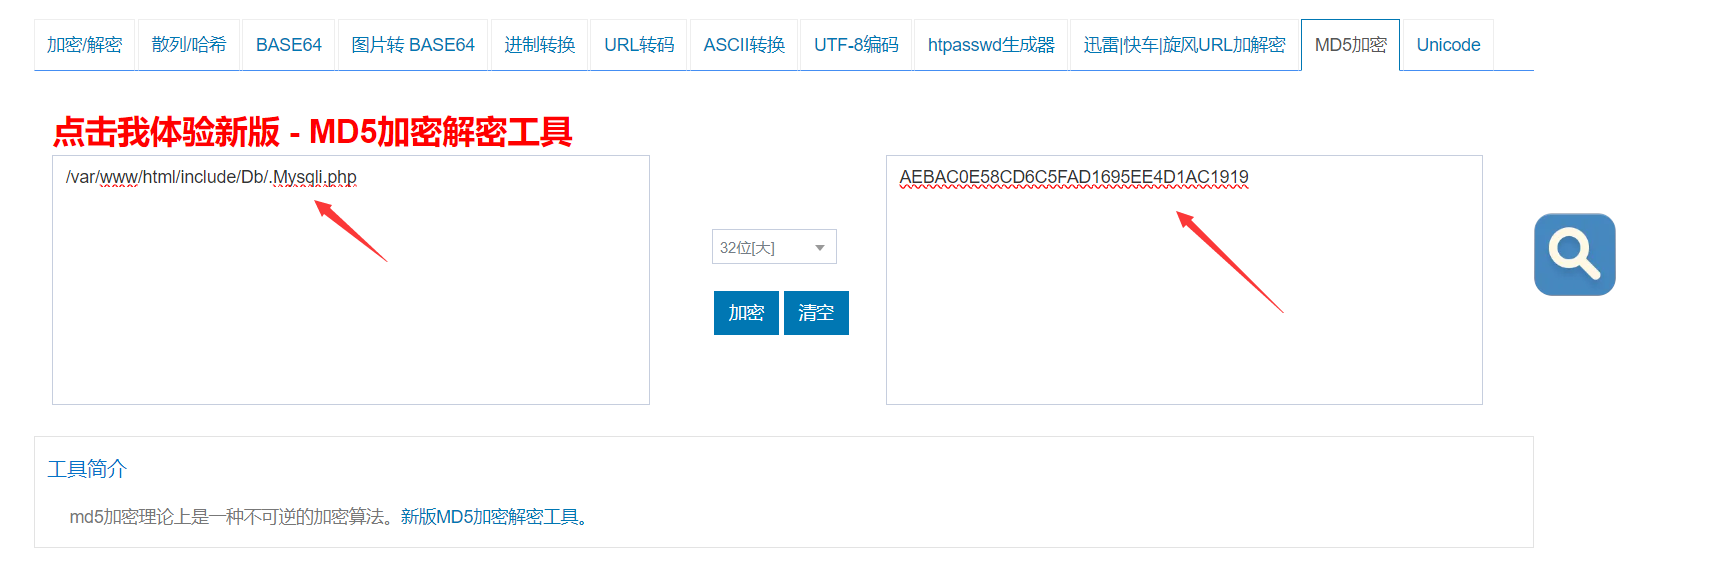 加密/解密 散列/哈希 BASE64 图片转 BASE64 进制转换 URL转码 ASCII转换 UTF-8编码 htpasswd生成器 迅雷|快车|旋风URL加解密 MD5加密 Unicode
点击我体验新版 - MD5加密解密工具
/var/www/html/include/Db/.Mysqli.php
AEBAC0E58CD6C5FAD1695EE4D1AC1919
32位[大]
加密 清空
工具简介
md5加密理论上是一种不可逆的加密算法。新版MD5加密解密工具。